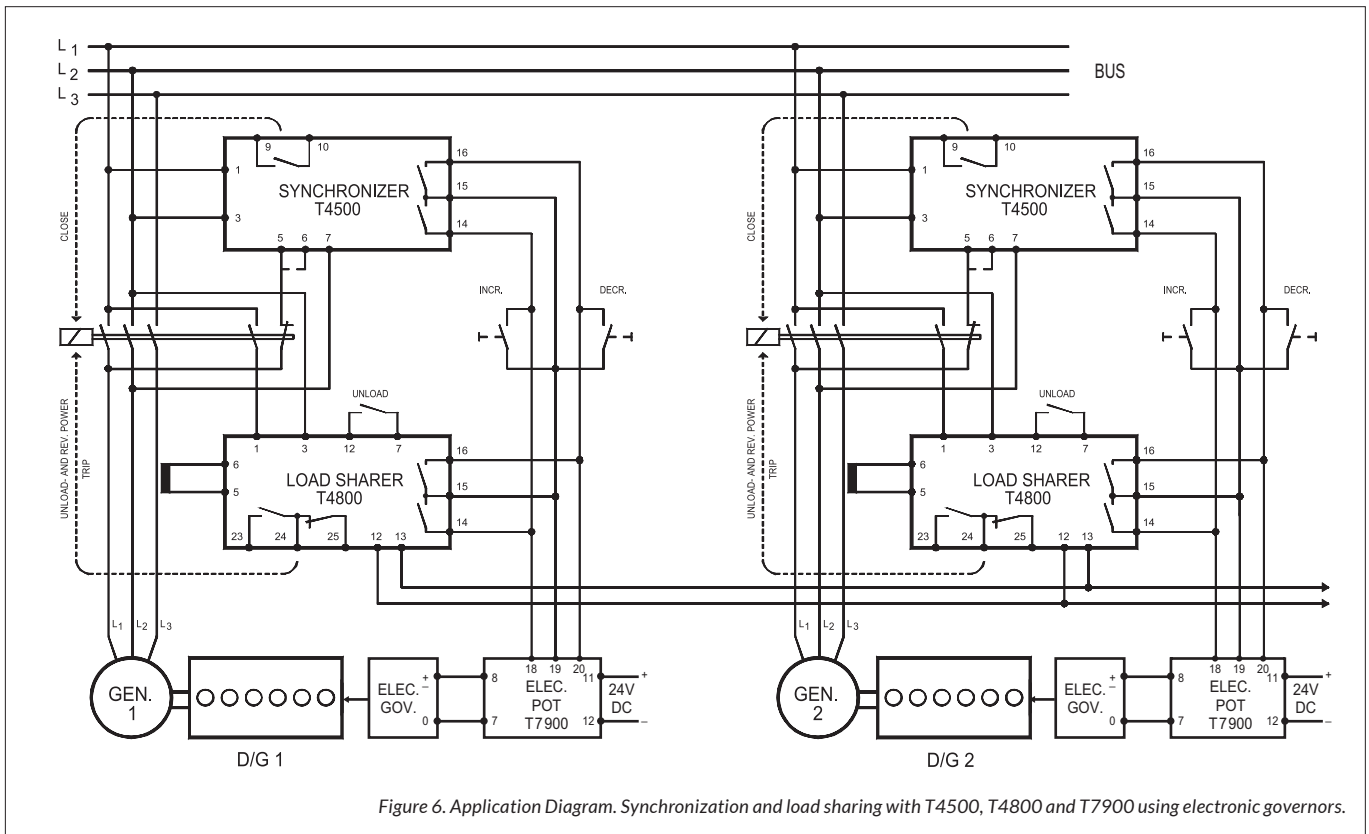 L 1
L 2 BUS
L 3
9 10
16
1
SYNCHRONIZER
T4500
15
3
14
5 6 7
CLOSE
INCR. DECR.
UNLOAD- AND REV. POWER
TRIP
UNLOAD
1 3 12 7
16
6
LOAD SHARER
T4800
15
5
14
23 24 25 12 13
L1 L2 L3
GEN.
1
D/G 1
+
–
ELEC.
GOV.
0
18 19 20
8 11
ELEC.
POT
T7900
7 12
+
24V
DC
–
9 10
16
1
SYNCHRONIZER
T4500
15
3
14
5 6 7
CLOSE
INCR. DECR.
UNLOAD- AND REV. POWER
TRIP
UNLOAD
1 3 12 7
16
6
LOAD SHARER
T4800
15
5
14
23 24 25 12 13
L1 L2 L3
GEN.
2
D/G 2
+
–
ELEC.
GOV.
0
18 19 20
8 11
ELEC.
POT
T7900
7 12
+
24V
DC
–
Figure 6. Application Diagram. Synchronization and load sharing with T4500, T4800 and T7900 using electronic governors.